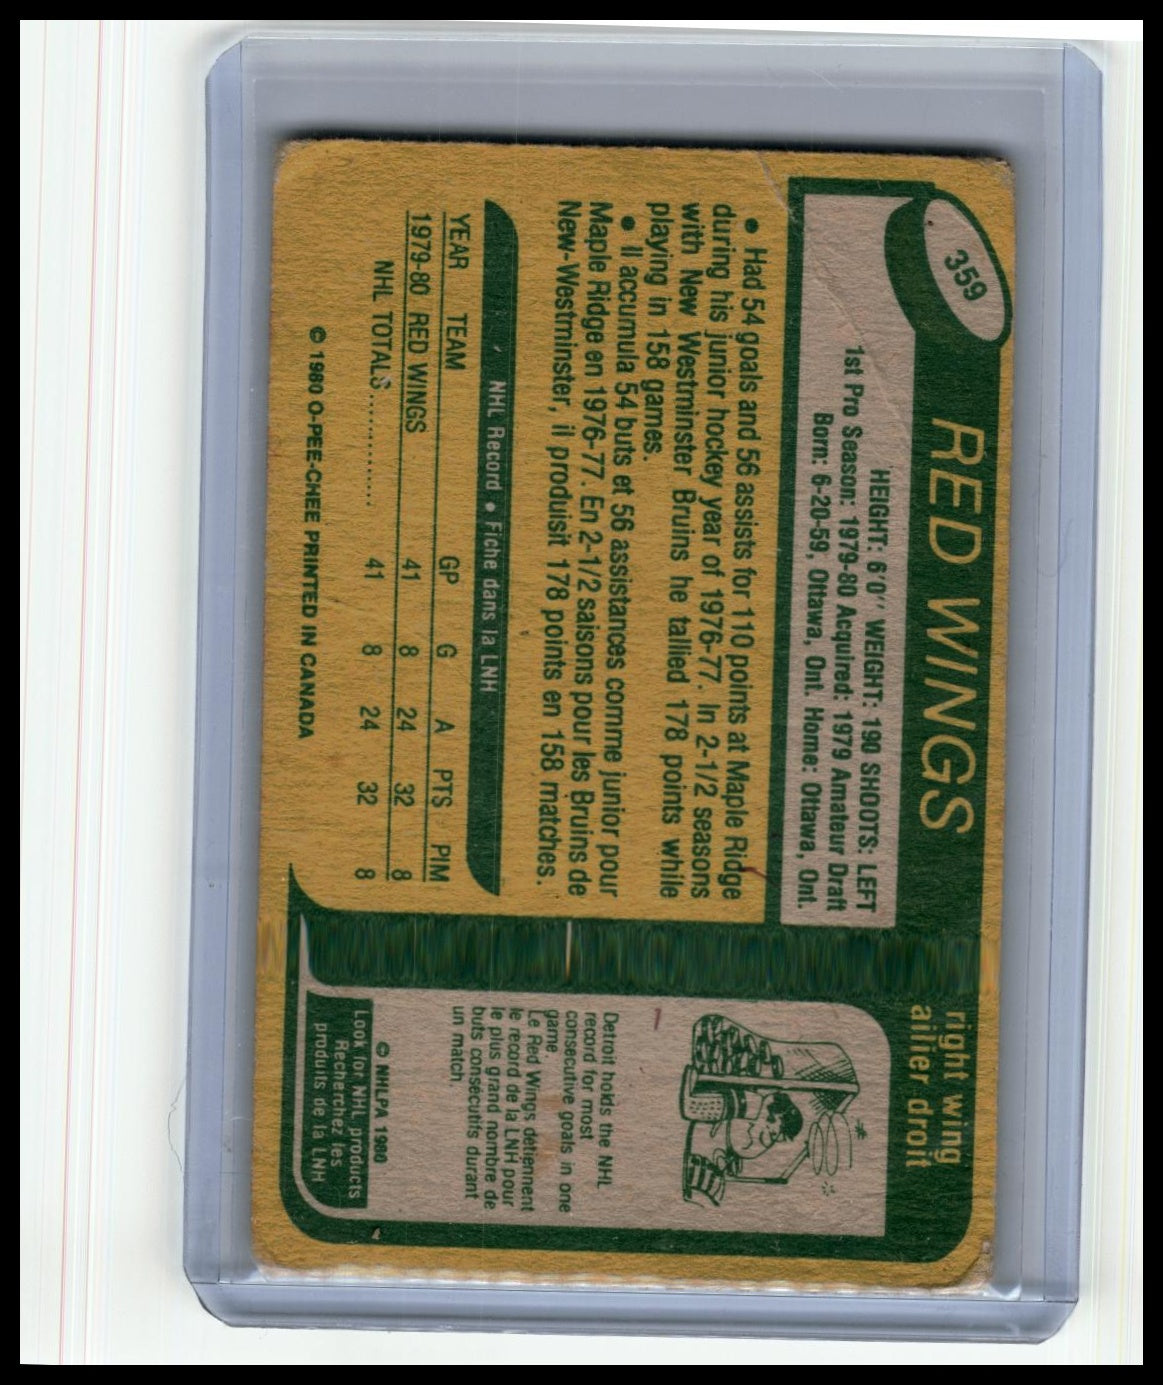 359
RED WINGS
right wing
ailier droit
HEIGHT: 6'0'' WEIGHT: 190 SHOOTS: LEFT
1st Pro Season: 1979-80 Acquired: 1979 Amateur Draft
Born: 6-20-59, Ottawa, Ont. Home: Ottawa, Ont.
• Had 54 goals and 56 assists for 110 points at Maple Ridge
during his junior hockey year of 1976-77. In 2-1/2 seasons
with New Westminster Bruins he tallied 178 points while
playing in 158 games.
• Il accumula 54 buts et 56 assistances comme junior pour
Maple Ridge en 1976-77. En 2-1/2 saisons pour les Bruins de
New-Westminster, il produisit 178 points en 158 matches.
NHL Record • Fiche dans la LNH
YEAR TEAM GP G A PTS PIM
1979-80 RED WINGS 41 8 24 32 8
NHL TOTALS.............. 41 8 24 32 8
© 1980 O-PEE-CHEE PRINTED IN CANADA
Detroit holds the NHL
record for most
consecutive goals in one
game.
Le Red Wings détiennent
le record de la LNH pour
le plus grand nombre de
buts consécutifs durant
un match.
© NHLPA 1980
Look for NHL products
Recherchez les
produits de la LNH